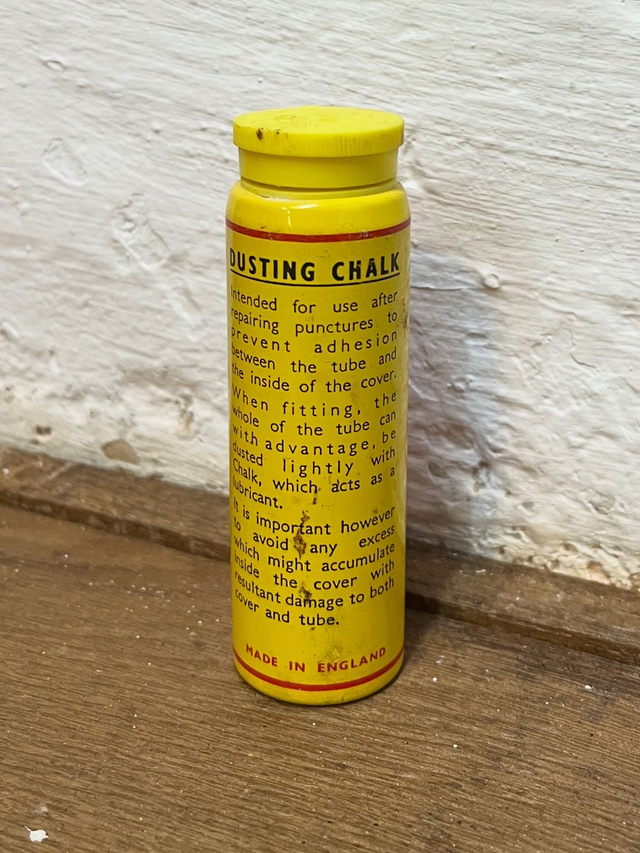 DUSTING CHALK
Intended for use after
repairing punctures to
prevent adhesion
between the tube and
the inside of the cover.
When fitting, the
whole of the tube can
with advantage, be
dusted lightly with
Chalk, which acts as a
lubricant.
It is important however
to avoid any excess
which might accumulate
inside the cover with
resultant damage to both
cover and tube.
MADE IN ENGLAND